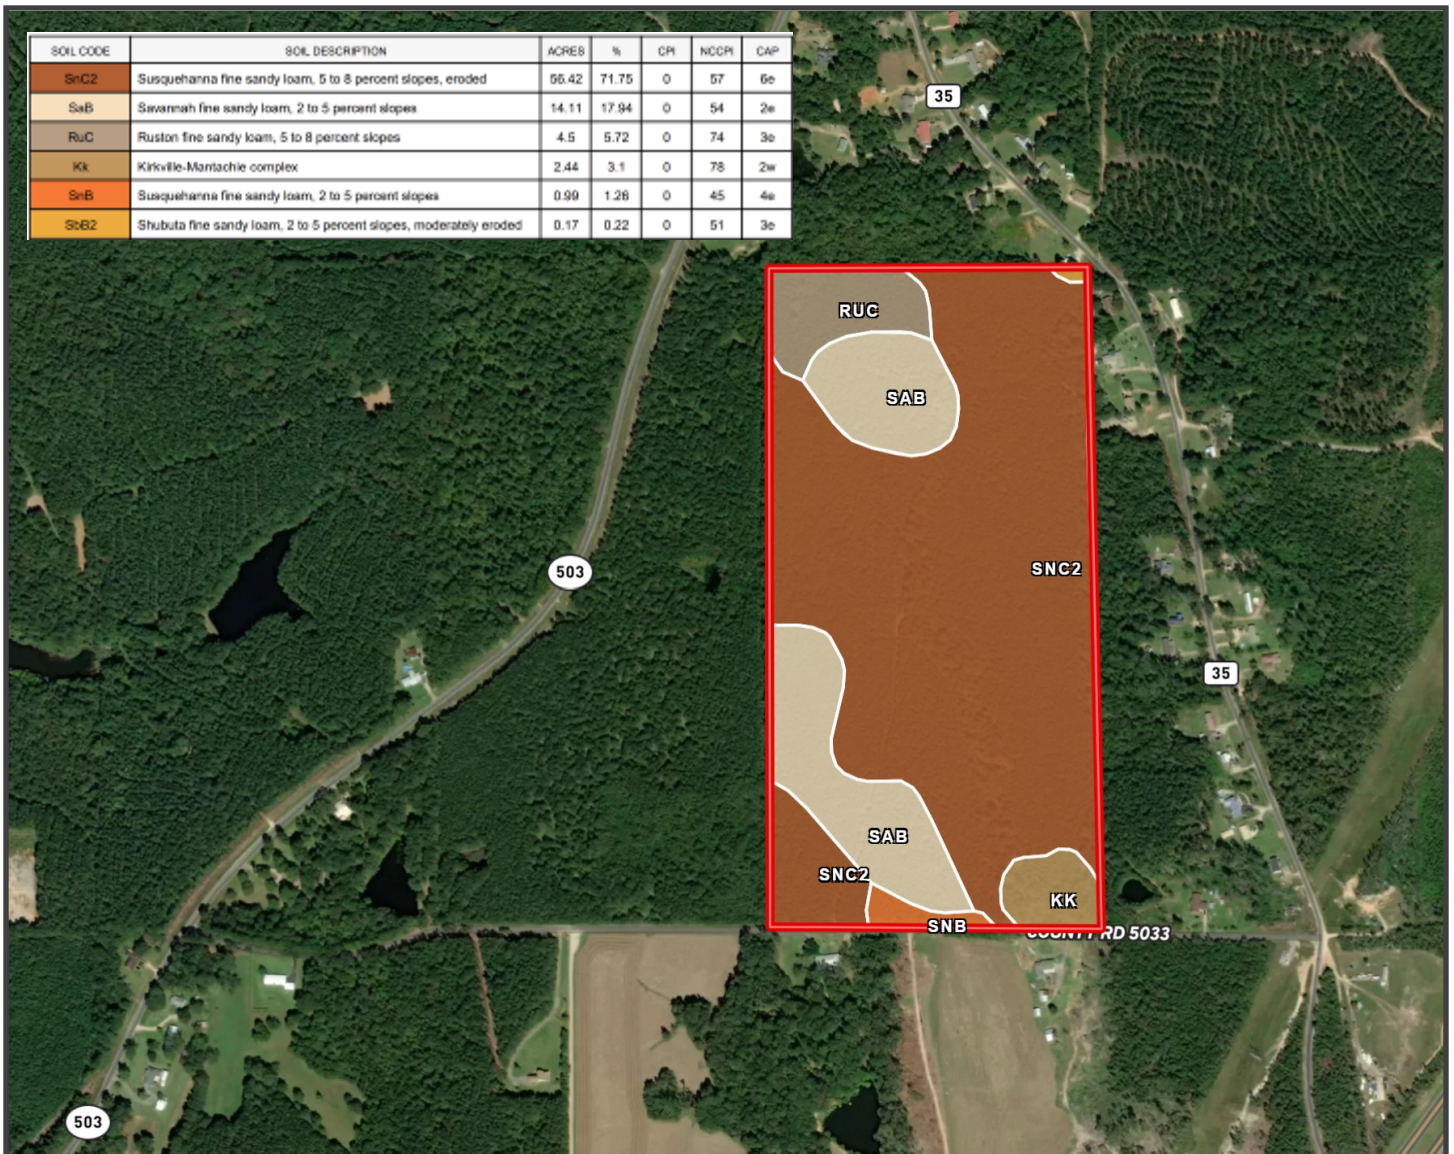 SOIL CODE SOIL DESCRIPTION ACRES % CPI NCCPI CAP
SnC2 Susquehanna fine sandy loam, 5 to 8 percent slopes, eroded 56.42 71.75 0 57 6e
SaB Savannah fine sandy loam, 2 to 5 percent slopes 14.11 17.94 0 54 2e
RuC Ruston fine sandy loam, 5 to 8 percent slopes 4.5 5.72 0 74 3e
Kk Kirkville-Mantachie complex 2.44 3.1 0 78 2w
SnB Susquehanna fine sandy loam, 2 to 5 percent slopes 0.99 1.26 0 45 4e
SbB2 Shubuta fine sandy loam, 2 to 5 percent slopes, moderately eroded 0.17 0.22 0 51 3e
35
RUC
SAB
SNC2
503
35
SAB
SNC2
KK
SNB
COUNTY RD 5033
503